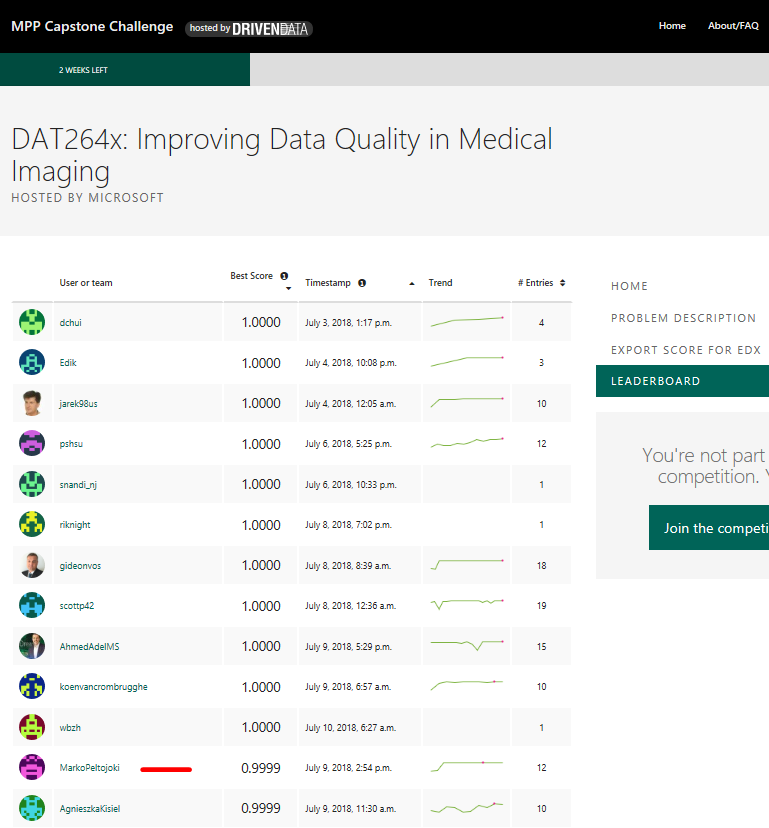 MPP Capstone Challenge hosted by DRIVENDATA Home About/FAQ
2 WEEKS LEFT
DAT264x: Improving Data Quality in Medical
Imaging
HOSTED BY MICROSOFT
User or team Best Score Timestamp Trend # Entries
dchui 1.0000 July 3, 2018, 1:17 p.m. 4
Edik 1.0000 July 4, 2018, 10:08 p.m. 3
jarek98us 1.0000 July 4, 2018, 12:05 a.m. 10
pshsu 1.0000 July 6, 2018, 5:25 p.m. 12
snandi_nj 1.0000 July 6, 2018, 10:33 p.m. 1
riknight 1.0000 July 8, 2018, 7:02 p.m. 1
gideonvos 1.0000 July 8, 2018, 8:39 a.m. 18
scottp42 1.0000 July 8, 2018, 12:36 a.m. 19
AhmedAdelMS 1.0000 July 9, 2018, 5:29 p.m. 15
koenvancrombrugghe 1.0000 July 9, 2018, 6:57 a.m. 10
wbzh 1.0000 July 10, 2018, 6:27 a.m. 1
MarkoPeltojoki 0.9999 July 9, 2018, 2:54 p.m. 12
AgnieszkaKisiel 0.9999 July 9, 2018, 11:30 a.m. 10
HOME
PROBLEM DESCRIPTION
EXPORT SCORE FOR EDX
LEADERBOARD
You're not part
competition. Y
Join the competi